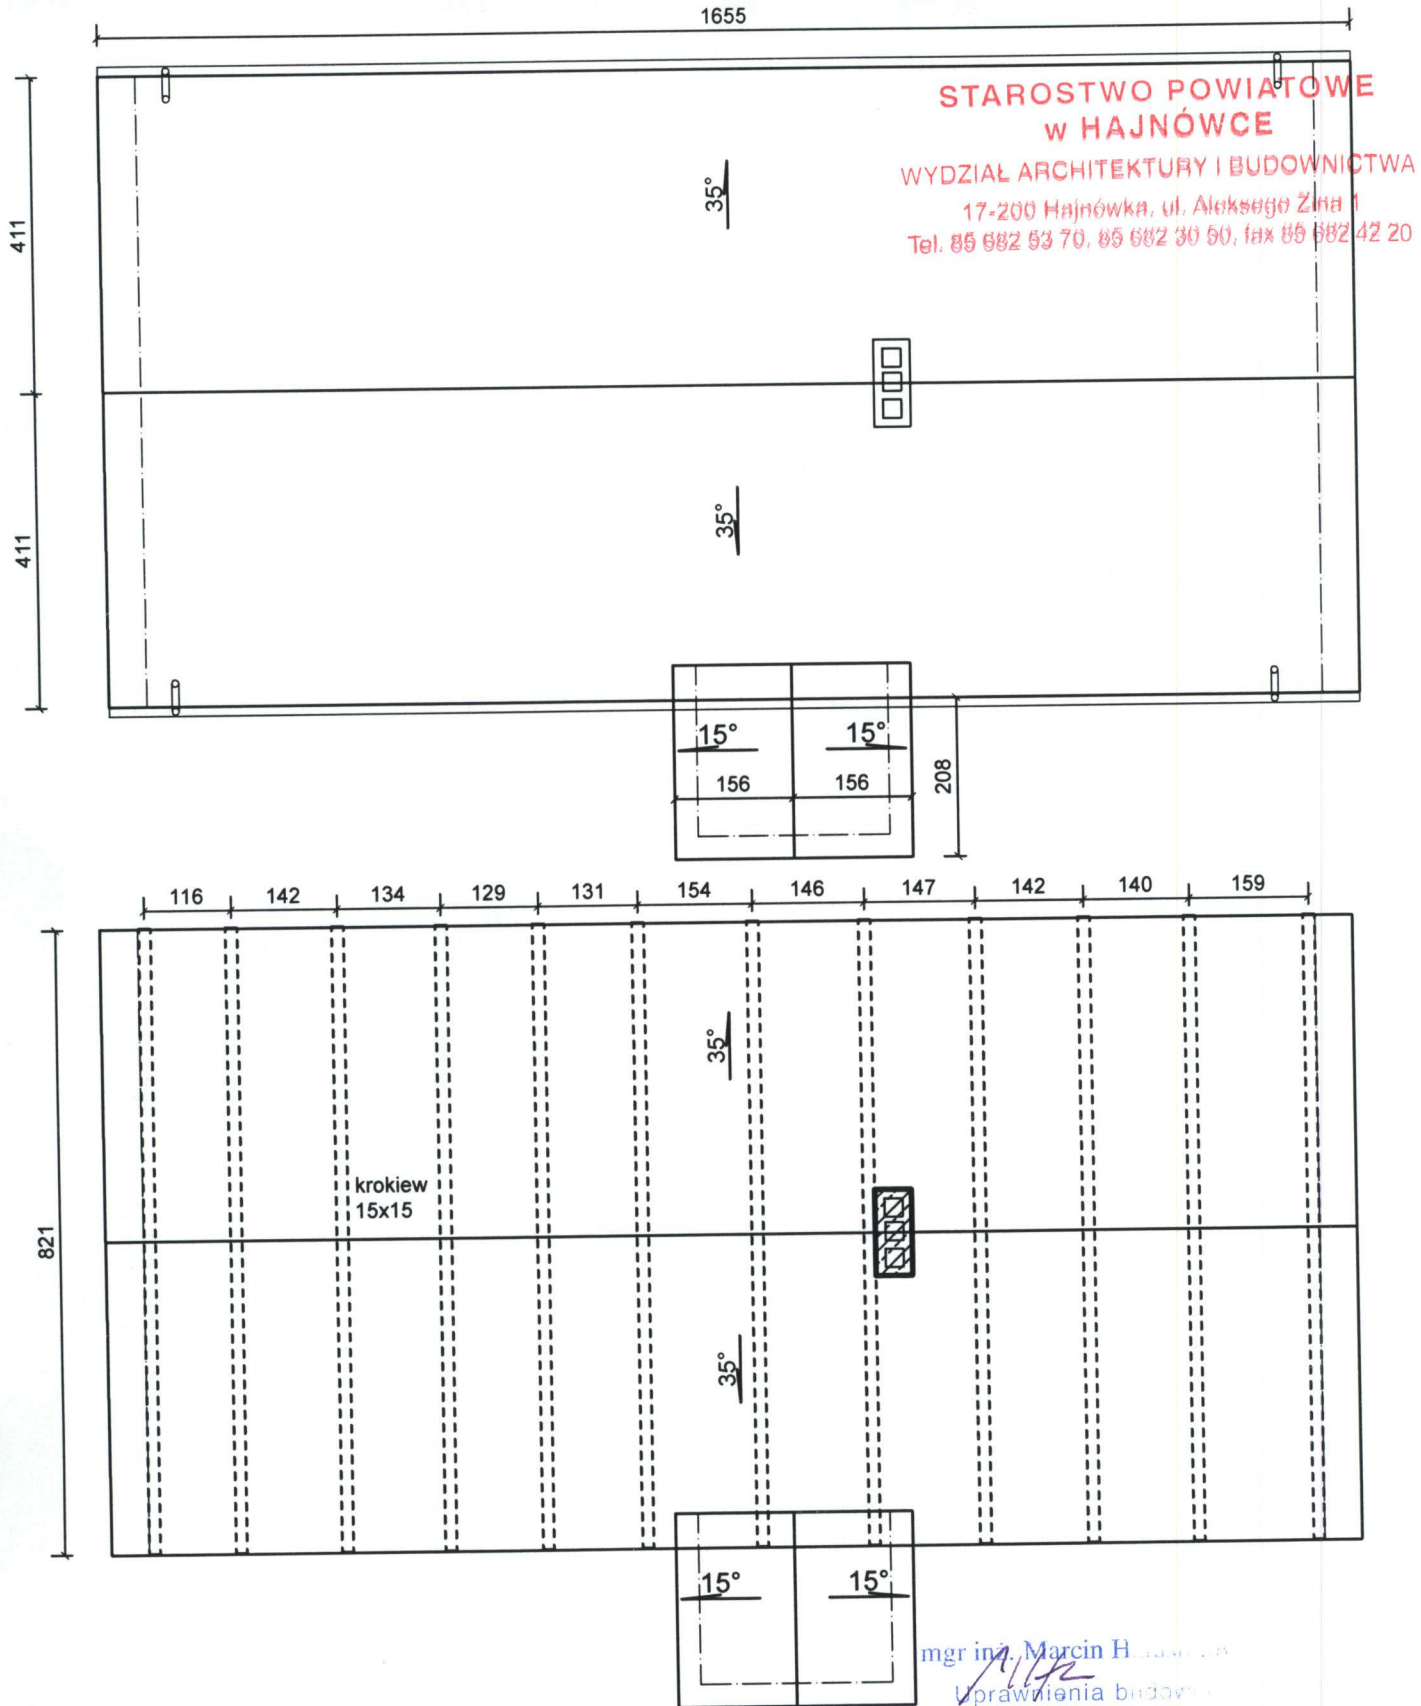 1655
STAROSTWO POWIATOWE
w HAJNÓWCE
WYDZIAŁ ARCHITEKTURY I BUDOWNICTWA
17-200 Hajnówka, ul. Aleksego Zina 1
Tel. 85 682 53 70, 85 682 30 50, fax 85 682 42 20
35°
411
35°
411
15° 15°
156 156
208
116 142 134 129 131 154 146 147 142 140 159
35°
krokiew
15x15
821
35°
15° 15°
mgr inż. Marcin
Uprawnienia